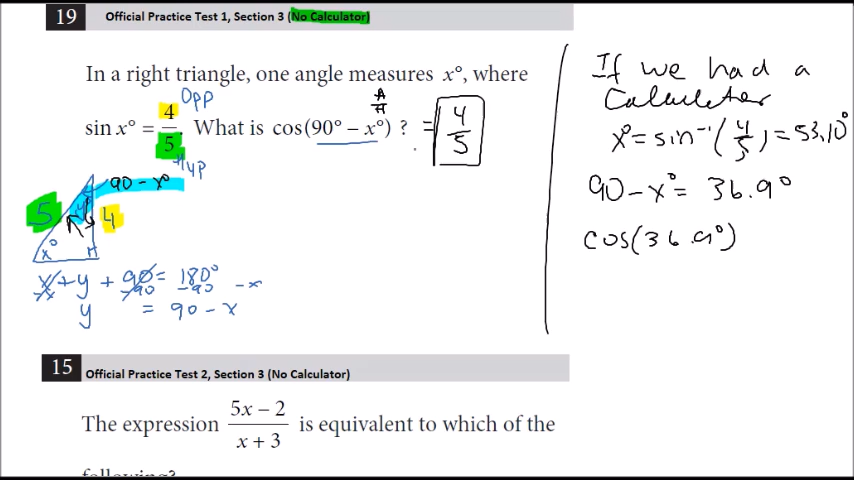 19 Official Practice Test 1, Section 3 (No Calculator)
In a right triangle, one angle measures x°, where
Opp
sin x° = 4/5. What is cos(90° − x°)? = 4/5
A/H
Hyp
90 - x°
5
y°
4
x°
x + y + 90 = 180°
-x -90 -90 -x
y = 90 - x
If we had a
Calculator
x° = sin⁻¹(4/5) = 53.10°
90 - x° = 36.9°
cos(36.9°)
15 Official Practice Test 2, Section 3 (No Calculator)
The expression 5x − 2 / x + 3 is equivalent to which of the
following?